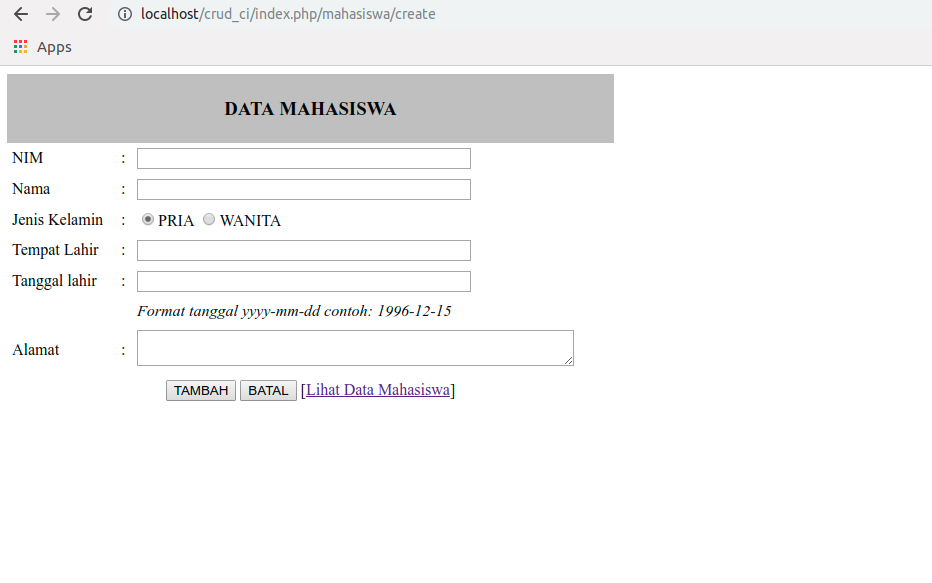 localhost/crud_ci/index.php/mahasiswa/create
Apps
DATA MAHASISWA
NIM :
Nama :
Jenis Kelamin : PRIA WANITA
Tempat Lahir :
Tanggal lahir :
Format tanggal yyyy-mm-dd contoh: 1996-12-15
Alamat :
TAMBAH BATAL [Lihat Data Mahasiswa]